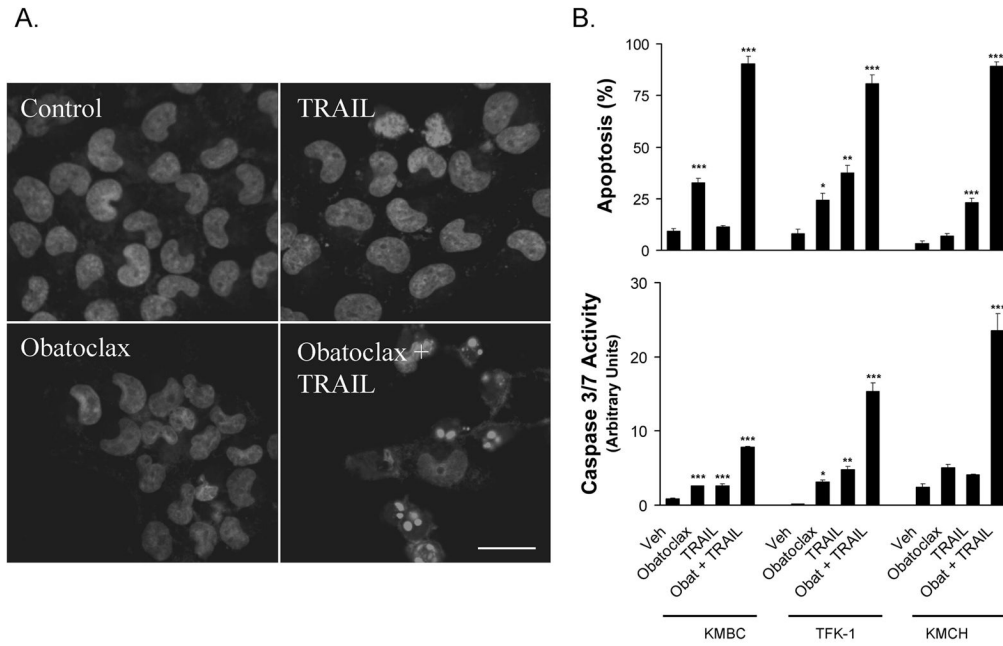 A.
Control
TRAIL
Obatoclax
Obatoclax +
TRAIL
B.
Apoptosis (%)
100
75
50
25
0
***
***
*
**
***
***
***
Caspase 3/7 Activity
(Arbitrary Units)
30
20
10
0
***
***
***
*
**
***
***
Veh
Obatoclax
+ TRAIL
Obat + TRAIL
Veh
Obatoclax
+ TRAIL
Obat + TRAIL
Veh
Obatoclax
+ TRAIL
Obat + TRAIL
KMBC
TFK-1
KMCH